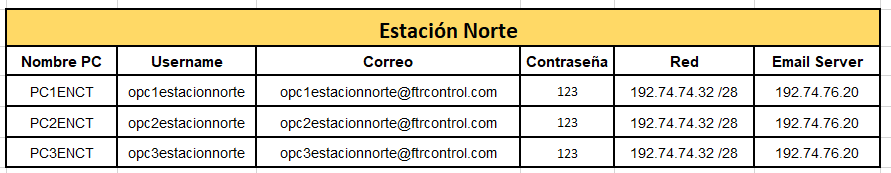 Estación Norte
Nombre PC Username Correo Contraseña Red Email Server
PC1ENCT opc1estacionnorte opc1estacionnorte@ftrcontrol.com 123 192.74.74.32 /28 192.74.76.20
PC2ENCT opc2estacionnorte opc2estacionnorte@ftrcontrol.com 123 192.74.74.32 /28 192.74.76.20
PC3ENCT opc3estacionnorte opc3estacionnorte@ftrcontrol.com 123 192.74.74.32 /28 192.74.76.20